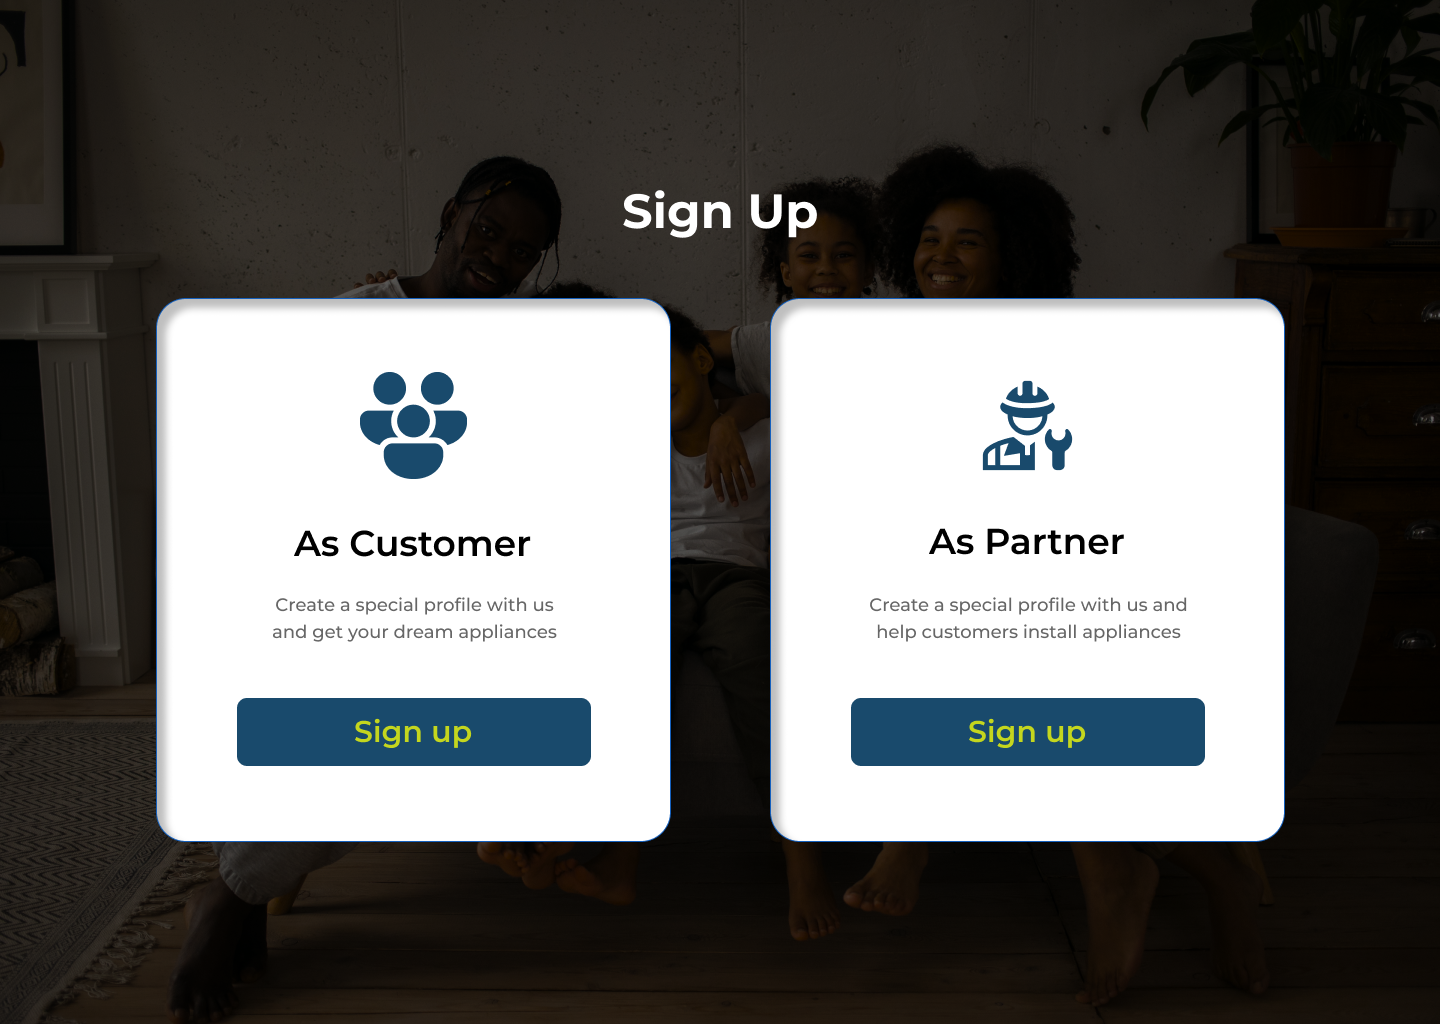 Sign Up
As Customer
Create a special profile with us
and get your dream appliances
Sign up
As Partner
Create a special profile with us and
help customers install appliances
Sign up